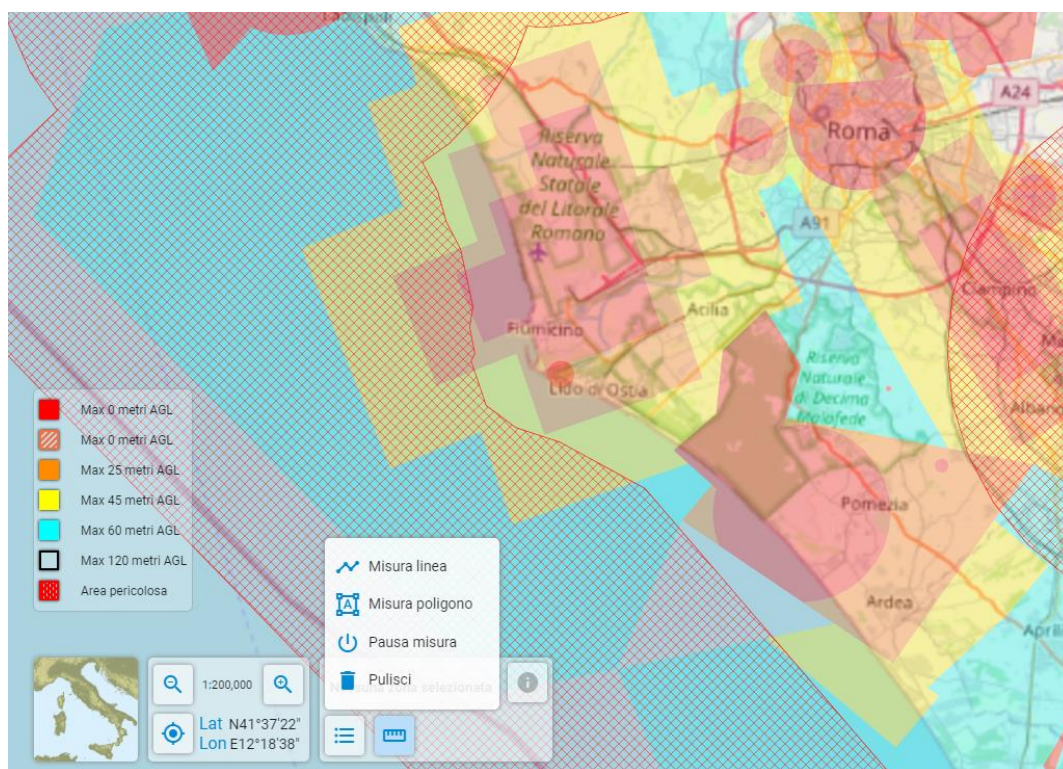 Riserva
Naturale
Statale
del Litorale
Romano
Roma
A24
A91
Ciampino
Acilia
Fiumicino
Lido di Ostia
Riserva
Naturale
di Decima
Malafede
Pomezia
Ardea
Max 0 metri AGL
Max 0 metri AGL
Max 25 metri AGL
Max 45 metri AGL
Max 60 metri AGL
Max 120 metri AGL
Area pericolosa
Misura linea
Misura poligono
Pausa misura
Pulisci
1:200,000
Lat N41°37'22"
Lon E12°18'38"